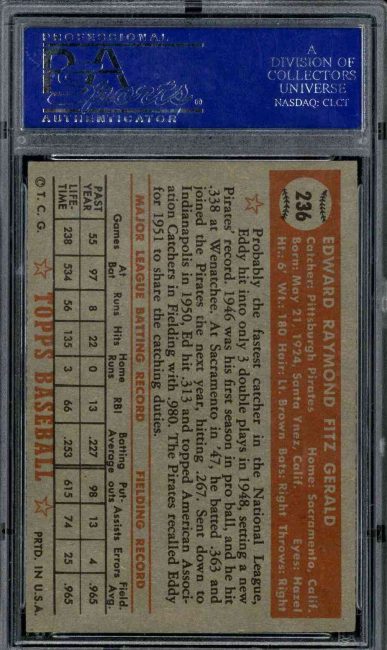 PROFESSIONAL
PSA
Sports
AUTHENTICATOR
A
DIVISION OF
COLLECTORS
UNIVERSE
NASDAQ: CLCT
236
EDWARD RAYMOND FITZ GERALD
Catcher: Pittsburgh Pirates Home: Sacramento, Calif.
Born: May 21, 1924, Santa Ynez, Calif. Eyes: Hazel
Ht.: 6' Wt.: 180 Hair: Lt. Brown Bats: Right Throws: Right
Probably the fastest catcher in the National League,
Eddy hit into only 3 double plays in 1948, setting a new
Pirates' record. 1946 was his first season in pro ball, and he hit
.338 at Wenatchee. At Sacramento in '47, he batted .363 and
joined the Pirates the next year, hitting .267. Sent down to
Indianapolis in 1950, Ed hit .313 and topped American Associ-
ation Catchers in Fielding with .980. The Pirates recalled Eddy
for 1951 to share the catching duties.
MAJOR LEAGUE BATTING RECORD FIELDING RECORD
Games At Bat Runs Hits Home Runs RBI Batting Average Put-outs Assists Errors Field. Avg.
PAST YEAR 55 97 8 22 0 13 .227 98 13 4 .965
LIFE-TIME 238 534 56 135 3 66 .253 615 74 25 .965
© T. C. G. TOPPS BASEBALL PRTD. IN U.S.A.